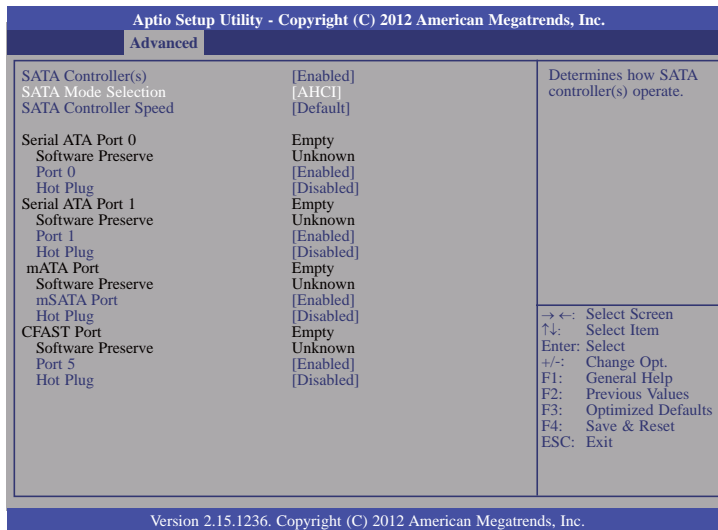 Aptio Setup Utility - Copyright (C) 2012 American Megatrends, Inc.
Advanced
SATA Controller(s) [Enabled]
SATA Mode Selection [AHCI]
SATA Controller Speed [Default]
Serial ATA Port 0 Empty
Software Preserve Unknown
Port 0 [Enabled]
Hot Plug [Disabled]
Serial ATA Port 1 Empty
Software Preserve Unknown
Port 1 [Enabled]
Hot Plug [Disabled]
mATA Port Empty
Software Preserve Unknown
mSATA Port [Enabled]
Hot Plug [Disabled]
CFAST Port Empty
Software Preserve Unknown
Port 5 [Enabled]
Hot Plug [Disabled]
Determines how SATA
controller(s) operate.
→ ←: Select Screen
↑↓: Select Item
Enter: Select
+/-: Change Opt.
F1: General Help
F2: Previous Values
F3: Optimized Defaults
F4: Save & Reset
ESC: Exit
Version 2.15.1236. Copyright (C) 2012 American Megatrends, Inc.